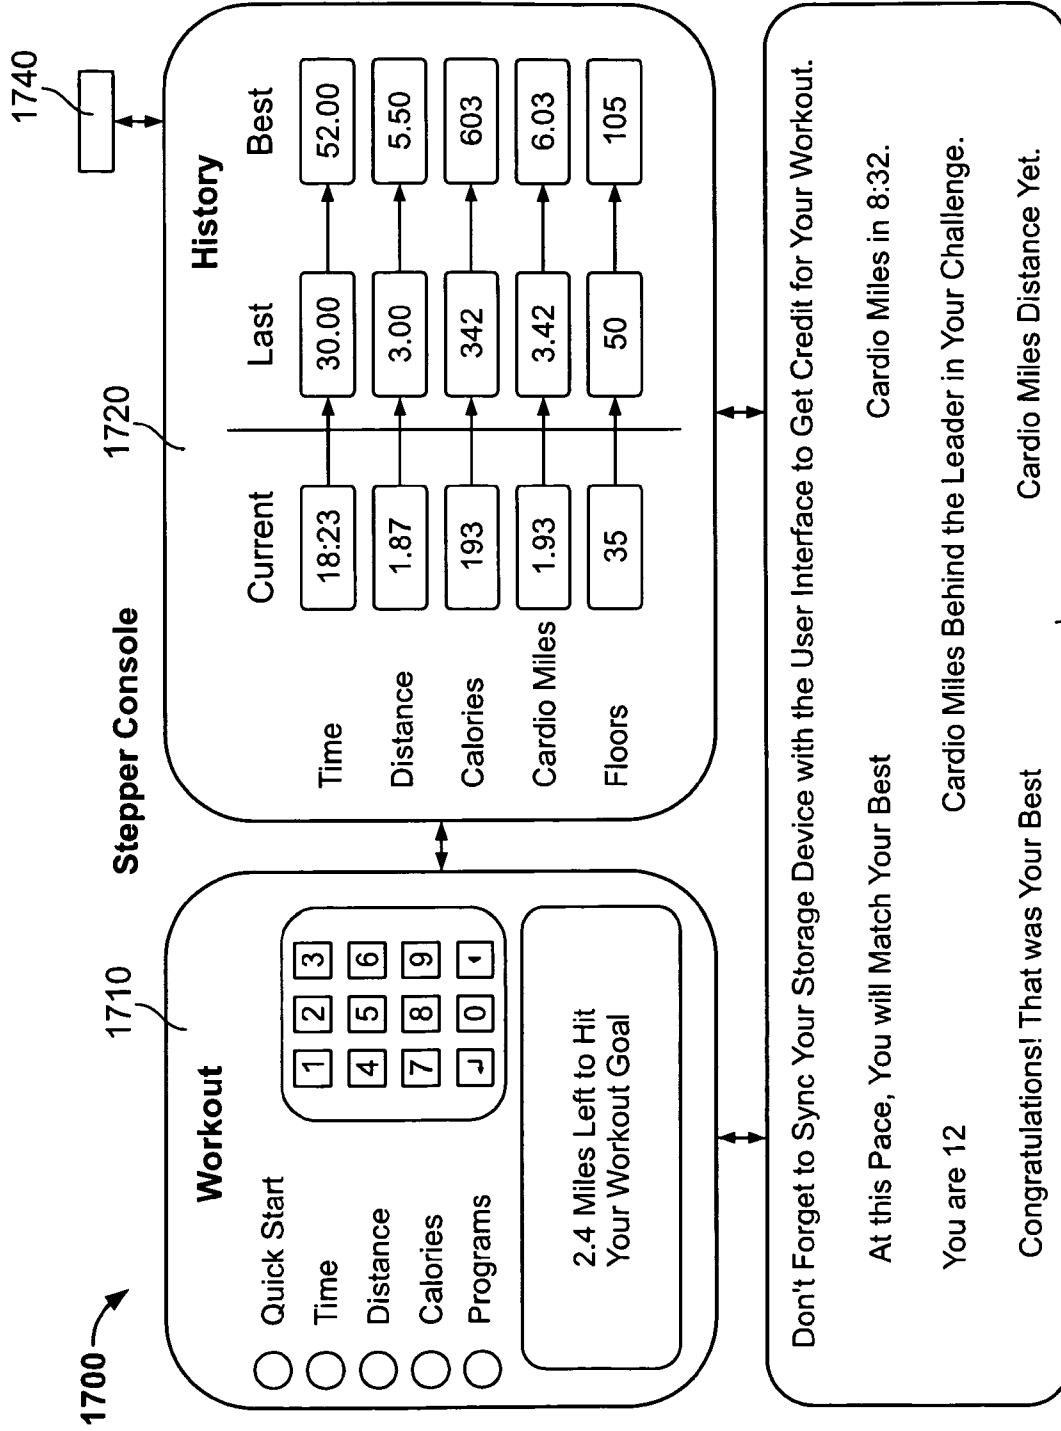 1700
Stepper Console
1710
Workout
Quick Start
Time
Distance
Calories
Programs
1 2 3
4 5 6
7 8 9
0
2.4 Miles Left to Hit
Your Workout Goal
1720
1740
History
Current Last Best
Time 18:23 30.00 52.00
Distance 1.87 3.00 5.50
Calories 193 342 603
Cardio Miles 1.93 3.42 6.03
Floors 35 50 105
Don't Forget to Sync Your Storage Device with the User Interface to Get Credit for Your Workout.
At this Pace, You will Match Your Best Cardio Miles in 8:32.
You are 12 Cardio Miles Behind the Leader in Your Challenge.
Congratulations! That was Your Best Cardio Miles Distance Yet.